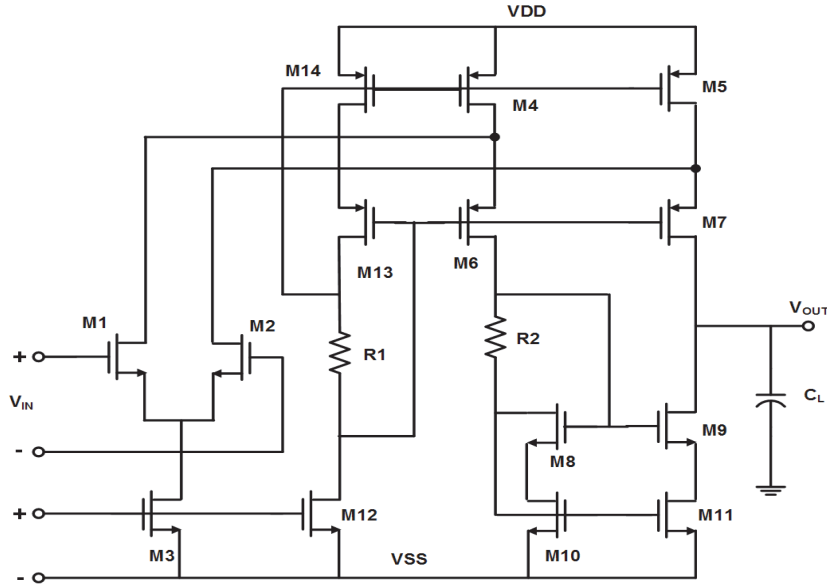 VDD
M14
M4
M5
M13
M6
M7
M1
M2
R1
R2
VOUT
+
VIN
-
M8
M9
CL
+
M3
M12
M10
M11
VSS
-